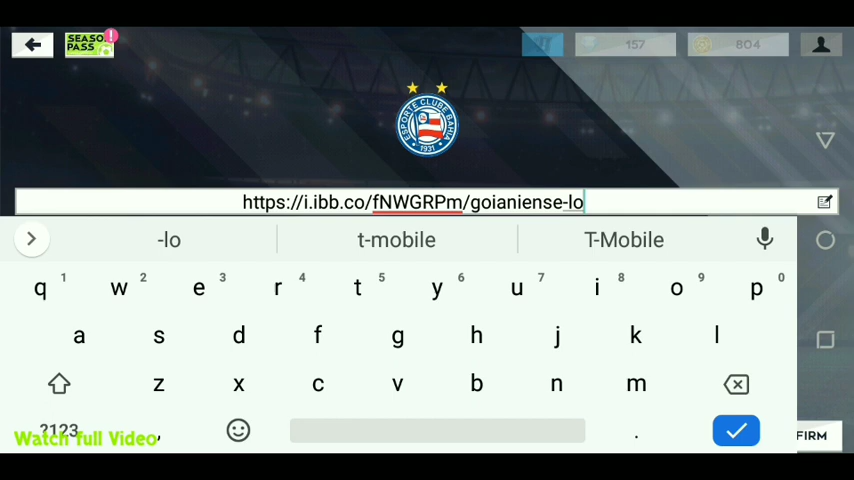 SEASON PASS !
157
804
ESPORTE CLUBE BAHIA
1931
https://i.ibb.co/fNWGRPm/goianiense-lo
-lo t-mobile T-Mobile
q 1 w 2 e 3 r 4 t 5 y 6 u 7 i 8 o 9 p 0
a s d f g h j k l
z x c v b n m
?123 , .
Watch full Video
FIRM